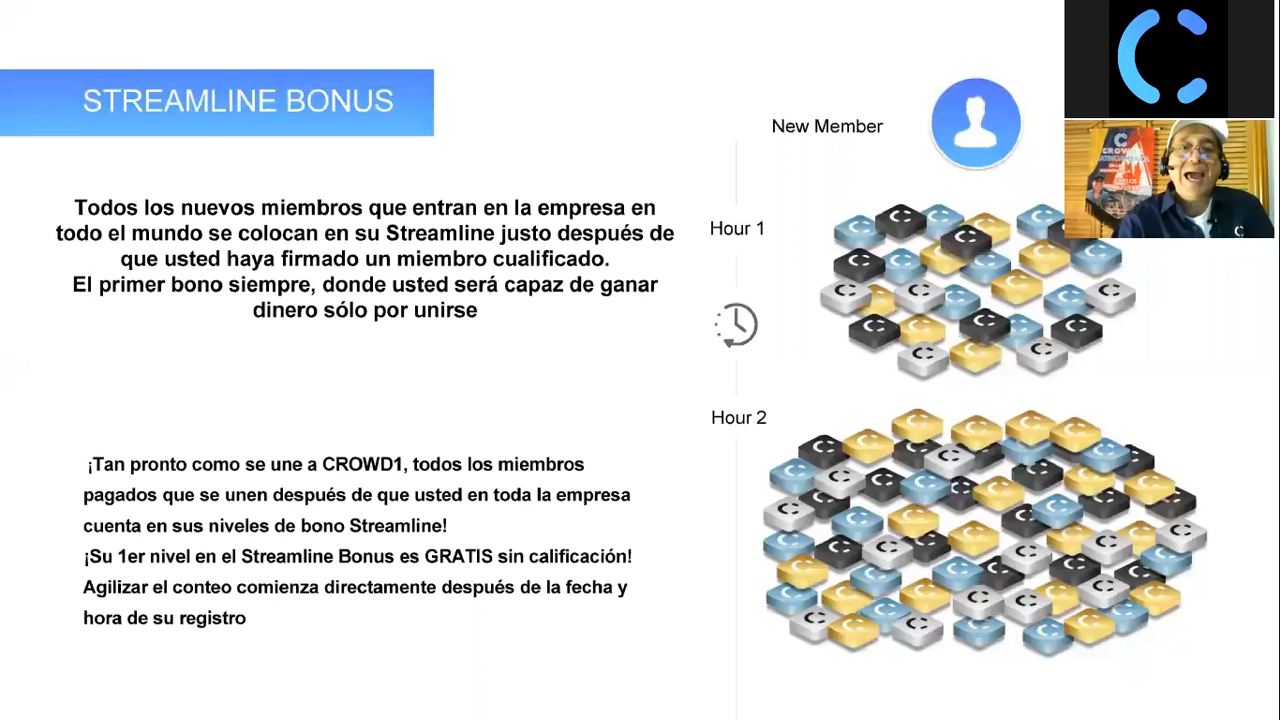 STREAMLINE BONUS
Todos los nuevos miembros que entran en la empresa en
todo el mundo se colocan en su Streamline justo después de
que usted haya firmado un miembro cualificado.
El primer bono siempre, donde usted será capaz de ganar
dinero sólo por unirse
¡Tan pronto como se une a CROWD1, todos los miembros
pagados que se unen después de que usted en toda la empresa
cuenta en sus niveles de bono Streamline!
¡Su 1er nivel en el Streamline Bonus es GRATIS sin calificación!
Agilizar el conteo comienza directamente después de la fecha y
hora de su registro
New Member
Hour 1
Hour 2